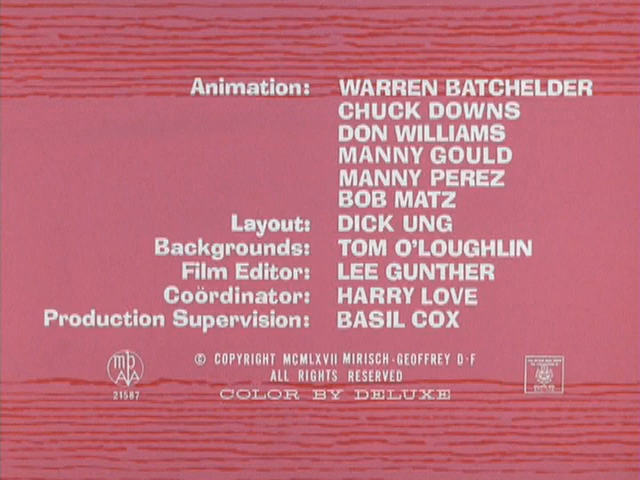 Animation: WARREN BATCHELDER
CHUCK DOWNS
DON WILLIAMS
MANNY GOULD
MANNY PEREZ
BOB MATZ
Layout: DICK UNG
Backgrounds: TOM O'LOUGHLIN
Film Editor: LEE GUNTHER
Coördinator: HARRY LOVE
Production Supervision: BASIL COX
MPAA
21587
© COPYRIGHT MCMLXVII MIRISCH-GEOFFREY D-F
ALL RIGHTS RESERVED
COLOR BY DELUXE